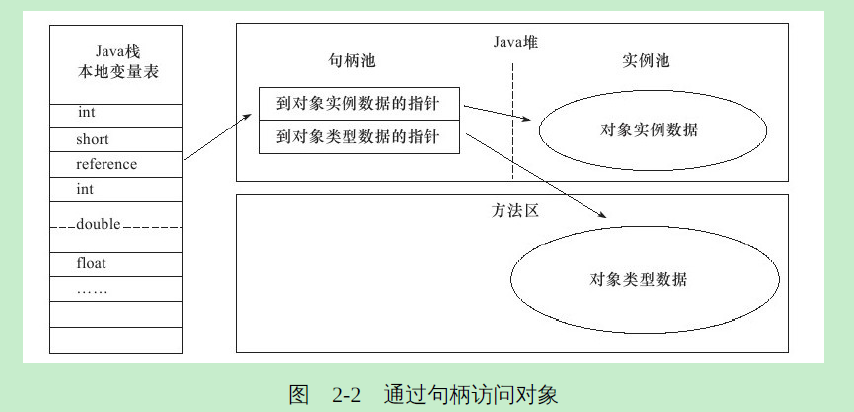 Java栈
本地变量表
int
short
reference
int
double
float
……
Java堆
句柄池
实例池
到对象实例数据的指针
到对象类型数据的指针
对象实例数据
方法区
对象类型数据
图 2-2 通过句柄访问对象